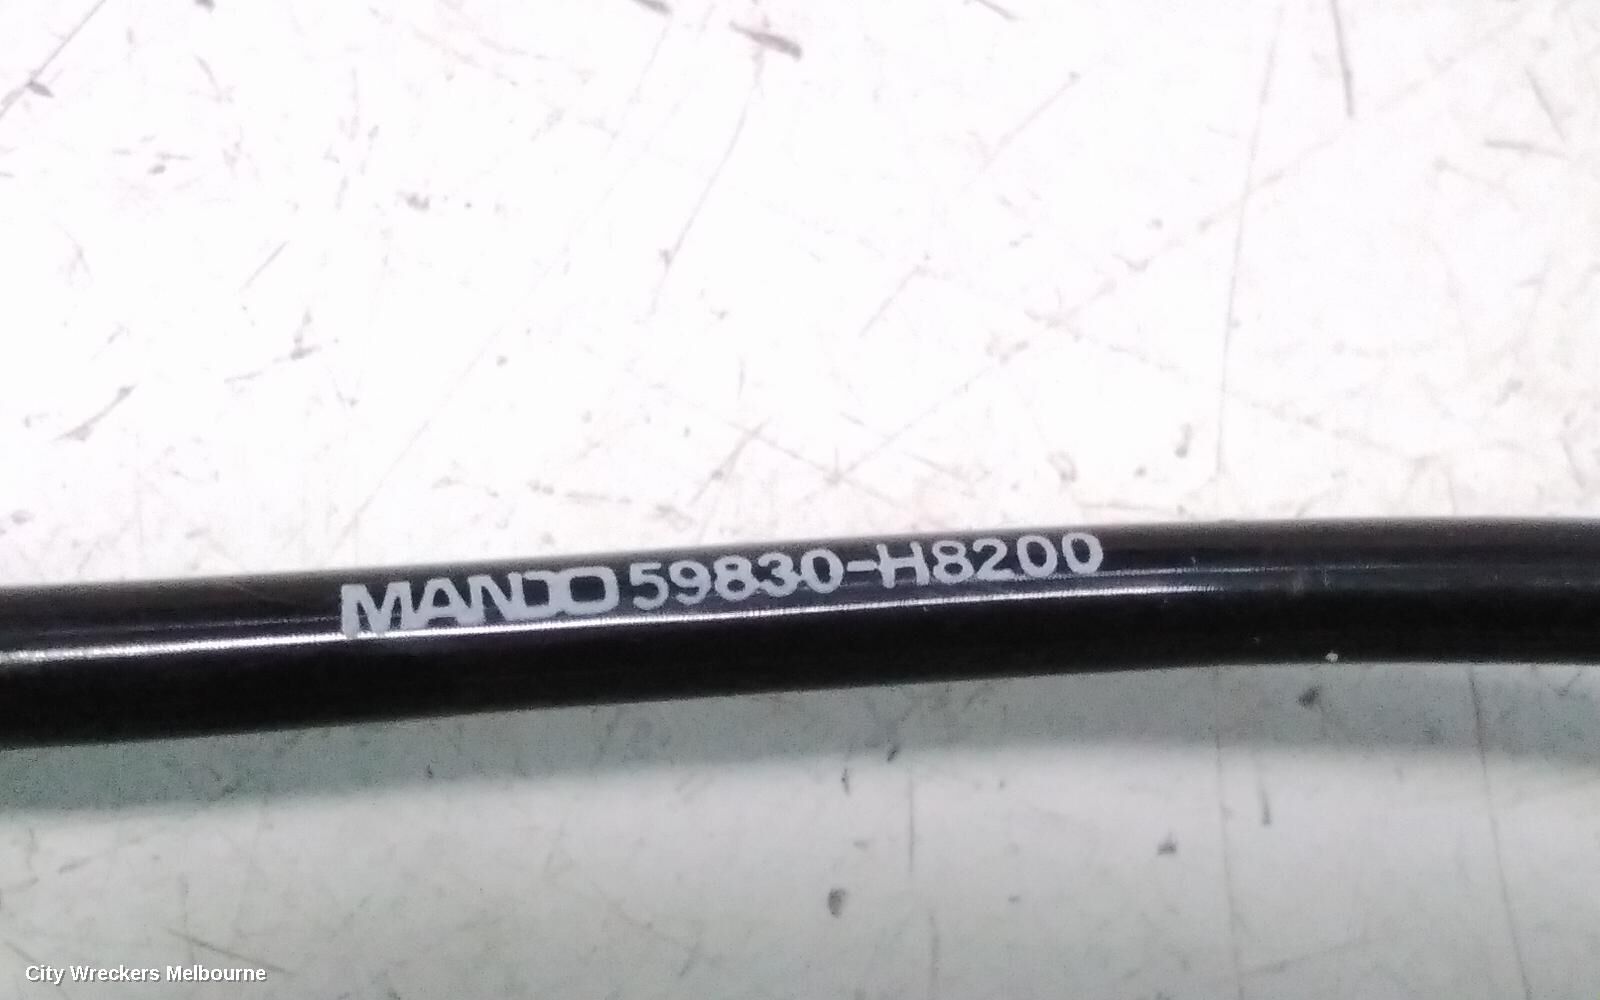 MANDO 59830-H8200
City Wreckers Melbourne